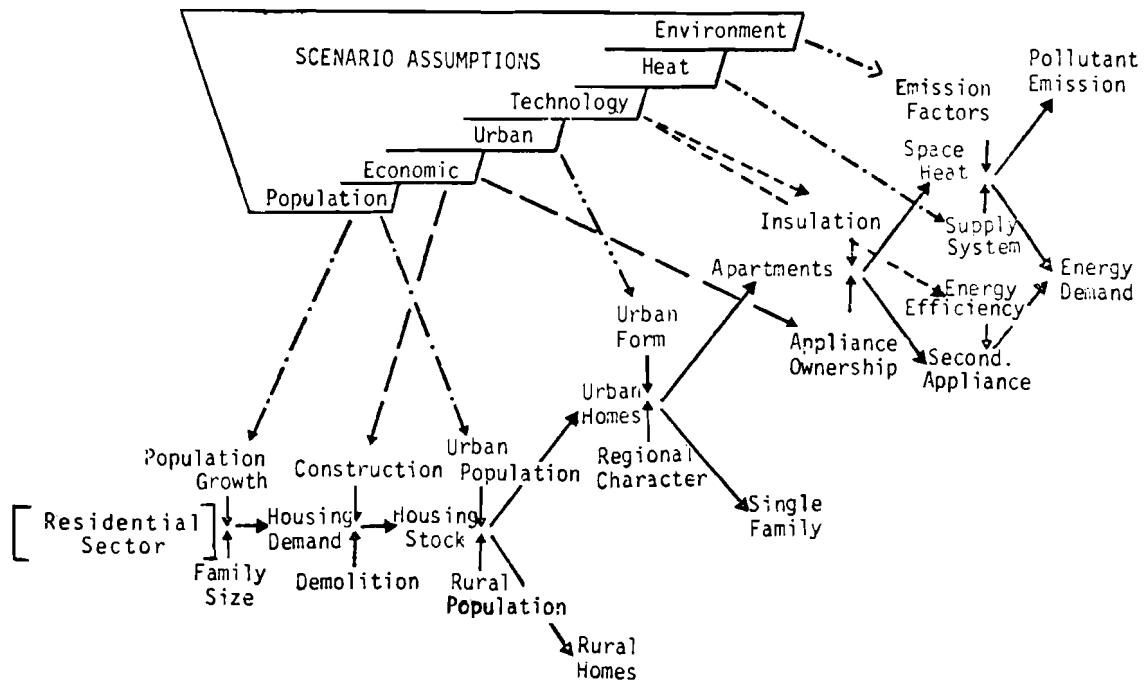 Environment
SCENARIO ASSUMPTIONS
Heat
Technology
Urban
Economic
Population
Pollutant
Emission
Emission
Factors
Space
Heat
Insulation
Supply
System
Apartments
Energy
Demand
Energy
Efficiency
Urban
Form
Appliance
Ownership
Second.
Appliance
Urban
Homes
Regional
Character
Single
Family
Population
Growth
Construction
Urban
Population
[ Residential
Sector ]
Housing
Demand
Housing
Stock
Family
Size
Demolition
Rural
Population
Rural
Homes